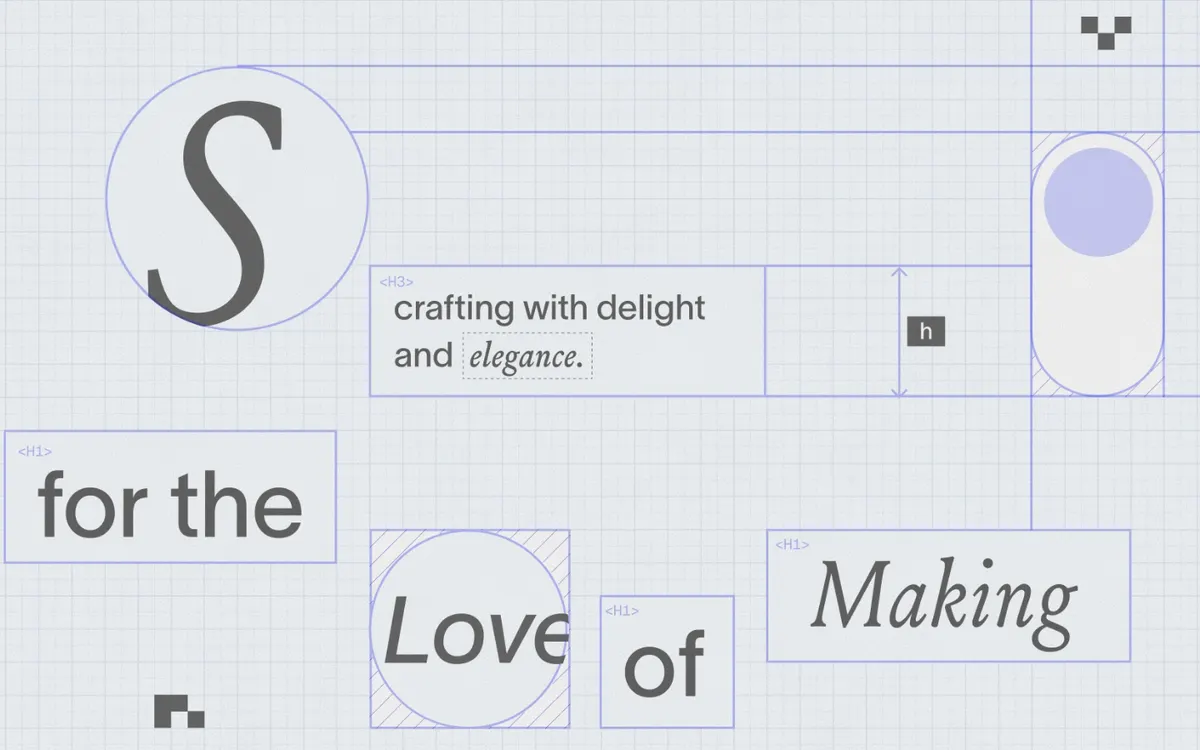 S
<H3>
crafting with delight
and elegance.
h
<H1>
for the
Love
<H1>
of
<H1>
Making